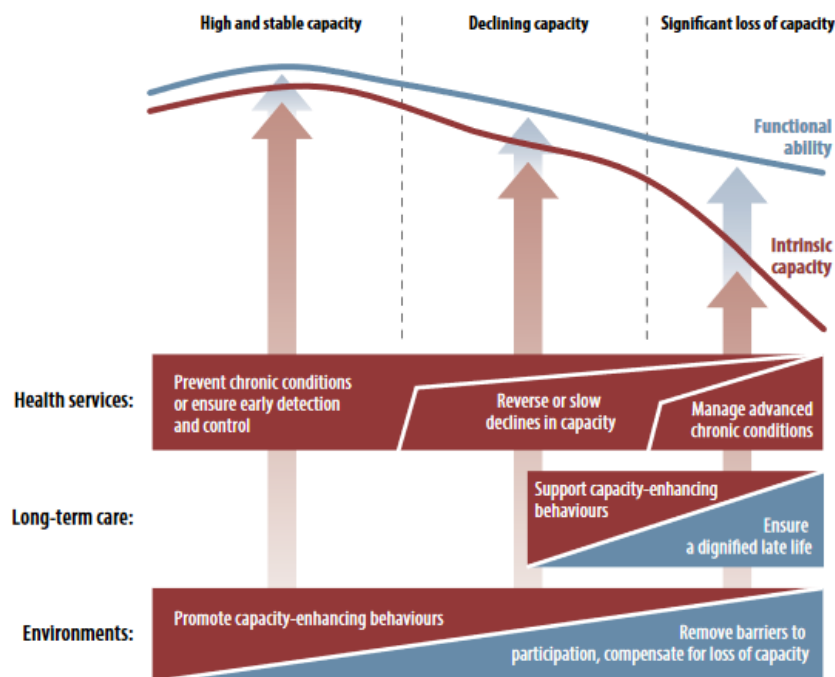 High and stable capacity
Declining capacity
Significant loss of capacity
Functional
ability
Intrinsic
capacity
Health services:
Prevent chronic conditions
or ensure early detection
and control
Reverse or slow
declines in capacity
Manage advanced
chronic conditions
Long-term care:
Support capacity-enhancing
behaviours
Ensure
a dignified late life
Environments:
Promote capacity-enhancing behaviours
Remove barriers to
participation, compensate for loss of capacity